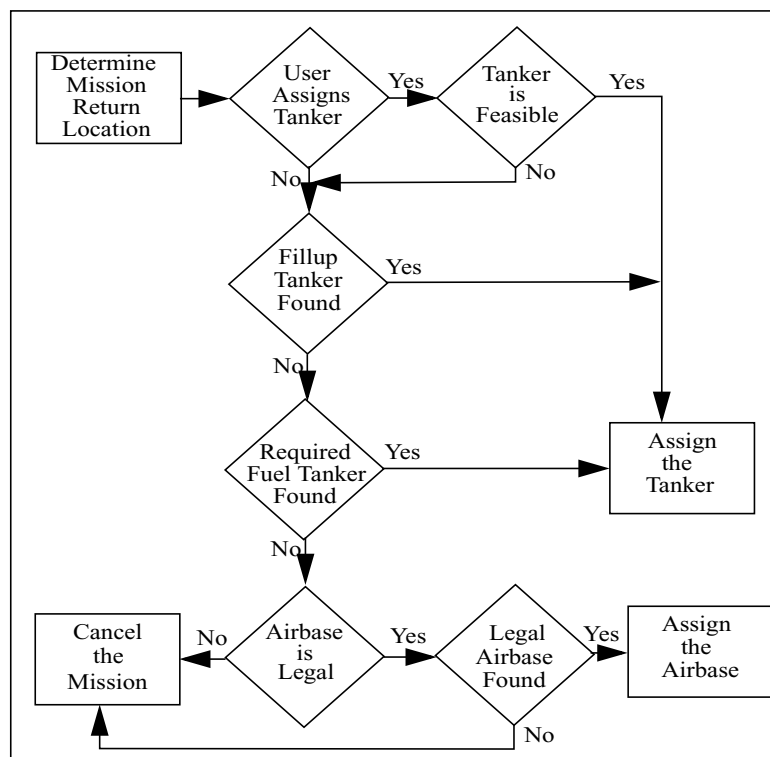 Determine
Mission
Return
Location
User
Assigns
Tanker
Yes
Tanker
is
Feasible
Yes
No
No
Fillup
Tanker
Found
Yes
No
Required
Fuel Tanker
Found
Yes
Assign
the
Tanker
No
Cancel
the
Mission
No
Airbase
is
Legal
Yes
Legal
Airbase
Found
Yes
Assign
the
Airbase
No